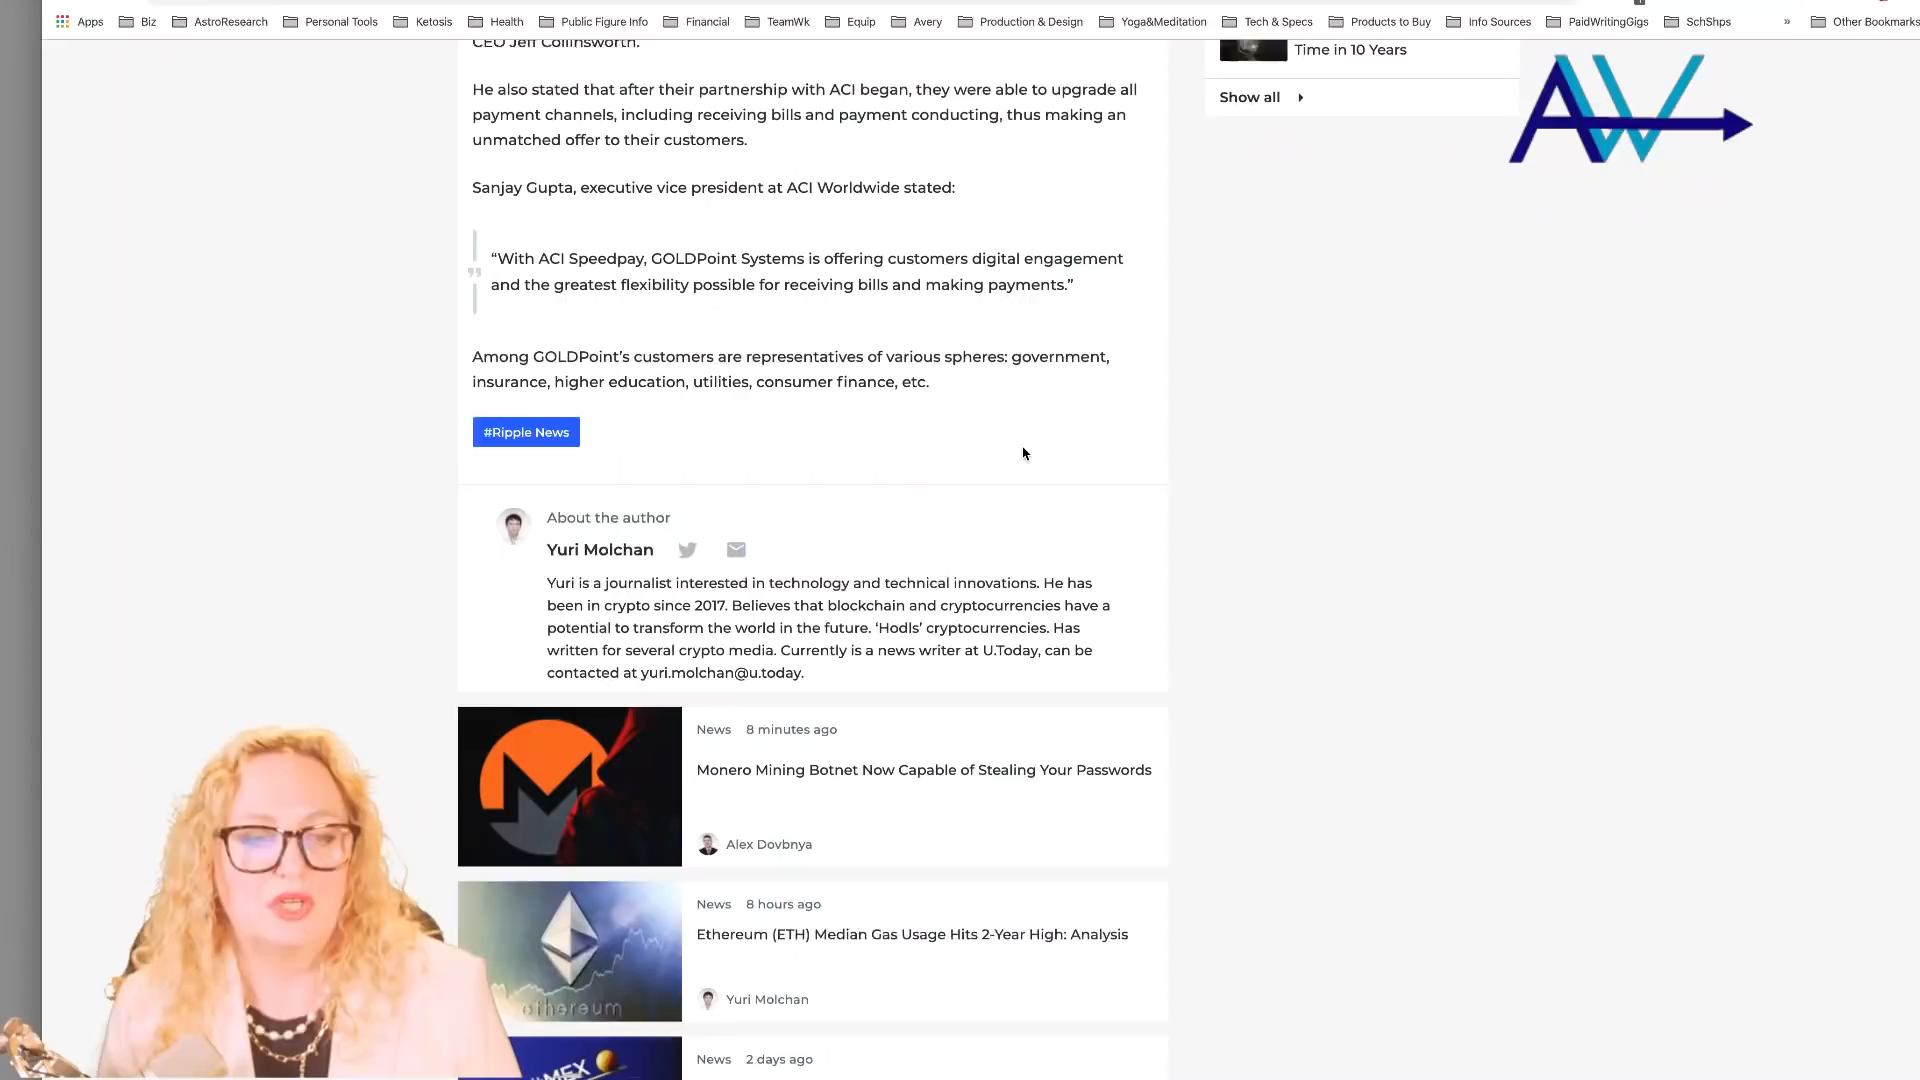 Apps
Biz
AstroResearch
Personal Tools
Ketosis
Health
Public Figure Info
Financial
TeamWk
Equip
Avery
Production & Design
Yoga&Meditation
Tech & Specs
Products to Buy
Info Sources
PaidWritingGigs
SchShps
»
Other Bookmarks
CEO Jeff Collinsworth.
He also stated that after their partnership with ACI began, they were able to upgrade all
payment channels, including receiving bills and payment conducting, thus making an
unmatched offer to their customers.
Sanjay Gupta, executive vice president at ACI Worldwide stated:
“With ACI Speedpay, GOLDPoint Systems is offering customers digital engagement
and the greatest flexibility possible for receiving bills and making payments.”
Among GOLDPoint’s customers are representatives of various spheres: government,
insurance, higher education, utilities, consumer finance, etc.
#Ripple News
Time in 10 Years
Show all
AW
About the author
Yuri Molchan
Yuri is a journalist interested in technology and technical innovations. He has
been in crypto since 2017. Believes that blockchain and cryptocurrencies have a
potential to transform the world in the future. ‘Hodls’ cryptocurrencies. Has
written for several crypto media. Currently is a news writer at U.Today, can be
contacted at yuri.molchan@u.today.
News 8 minutes ago
Monero Mining Botnet Now Capable of Stealing Your Passwords
Alex Dovbnya
News 8 hours ago
Ethereum (ETH) Median Gas Usage Hits 2-Year High: Analysis
Yuri Molchan
ethereum
News 2 days ago